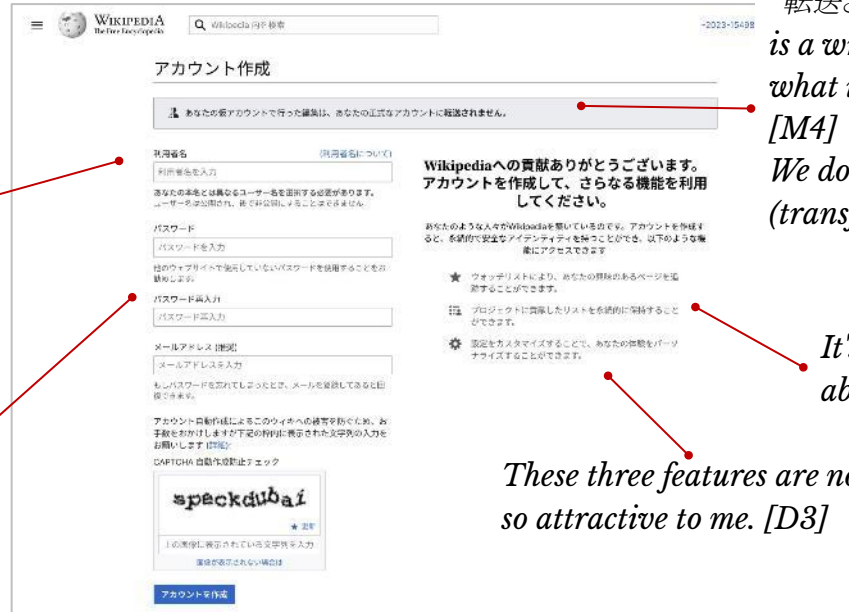 WIKIPEDIA
The Free Encyclopedia
Wikipedia 内を検索
~2023-15498
アカウント作成
あなたの仮アカウントで行った編集は、あなたの正式なアカウントに転送されません。
利用者名 (利用者名について)
利用者名を入力
あなたの本名とは異なるユーザー名を選択する必要があります。
ユーザー名は公開され、後で非公開にすることはできません
パスワード
パスワードを入力
他のウェブサイトで使用していないパスワードを使用することをお
勧めします。
パスワード再入力
パスワード再入力
メールアドレス (推奨)
メールアドレスを入力
もしパスワードを忘れてしまったとき、メールを登録してあると回
復できます。
アカウント自動作成によるこのウィキへの被害を防ぐため、お
手数をおかけしますが下記の枠内に表示された文字列の入力を
お願いします (詳細):
CAPTCHA 自動作成防止チェック
speckdubai
更新
上の画像に表示されている文字列を入力
画像が表示されない場合は
アカウントを作成
Wikipediaへの貢献ありがとうございます。
アカウントを作成して、さらなる機能を利用
してください。
あなたのような人々がWikipediaを築いているのです。アカウントを作成す
ると、永続的で安全なアイデンティティを持つことができ、以下のような機
能にアクセスできます
ウォッチリストにより、あなたの興味のあるページを追
跡することができます。
プロジェクトに貢献したリストを永続的に保持すること
ができます。
設定をカスタマイズすることで、あなたの体験をパーソ
ナライズすることができます。
"転送さ
is a w
what i
[M4]
We do
(trans
It'
ab
These three features are no
so attractive to me. [D3]